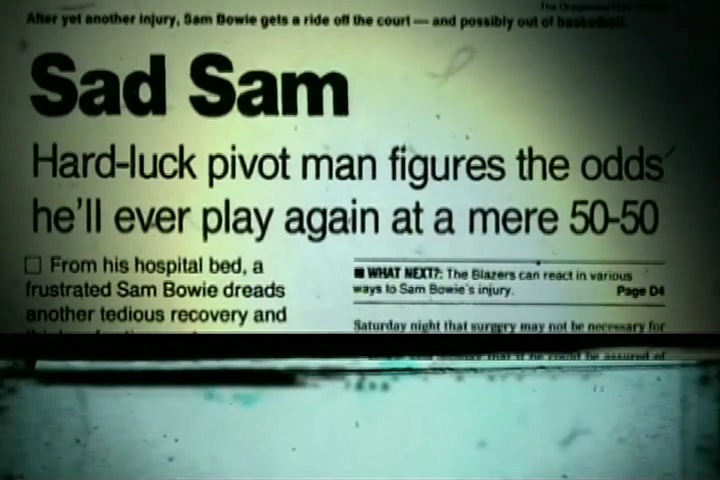 After yet another injury, Sam Bowie gets a ride off the court — and possibly out of basketball.
Sad Sam
Hard-luck pivot man figures the odds
he'll ever play again at a mere 50-50
□ From his hospital bed, a
frustrated Sam Bowie dreads
another tedious recovery and
■ WHAT NEXT?: The Blazers can react in various
ways to Sam Bowie's injury. Page D4
Saturday night that surgery may not be necessary for
be assured of